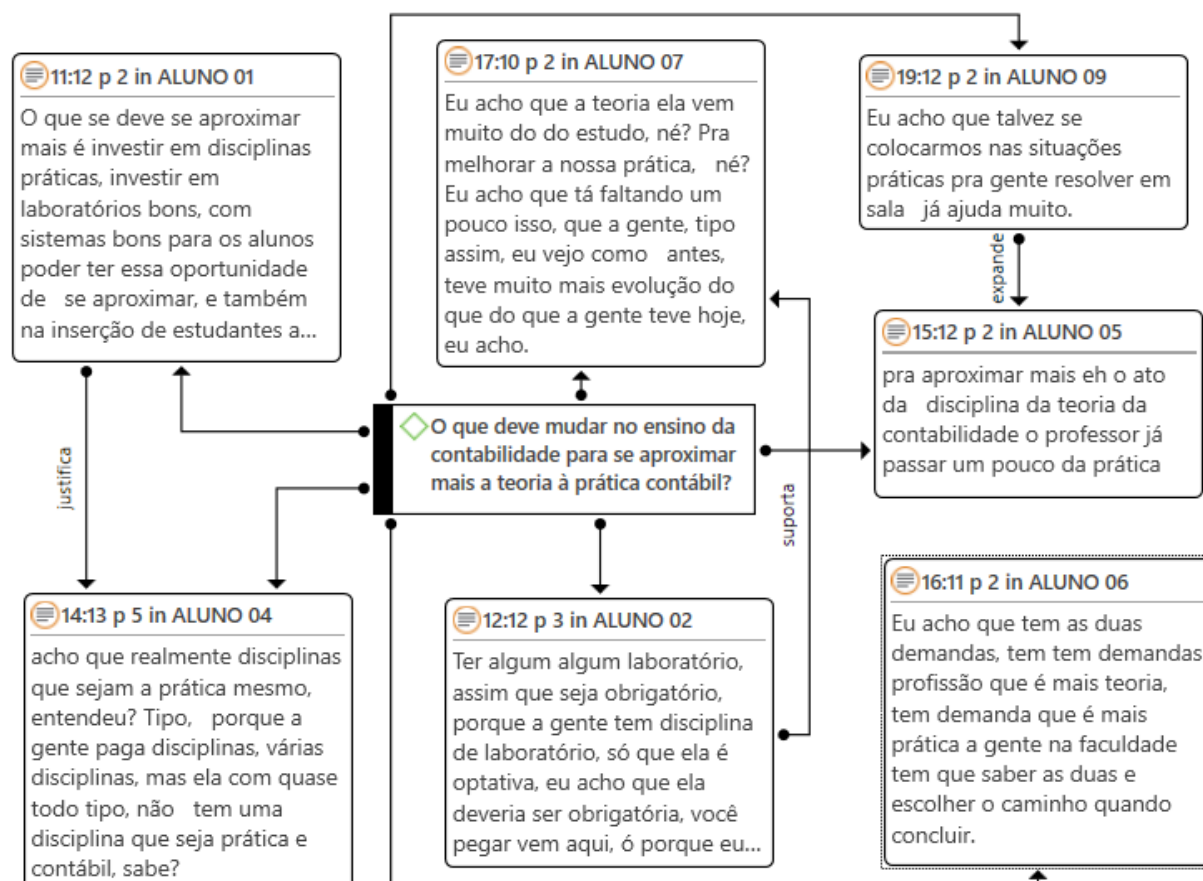 11:12 p 2 in ALUNO 01
O que se deve se aproximar
mais é investir em disciplinas
práticas, investir em
laboratórios bons, com
sistemas bons para os alunos
poder ter essa oportunidade
de se aproximar, e também
na inserção de estudantes a...
17:10 p 2 in ALUNO 07
Eu acho que a teoria ela vem
muito do do estudo, né? Pra
melhorar a nossa prática, né?
Eu acho que tá faltando um
pouco isso, que a gente, tipo
assim, eu vejo como antes,
teve muito mais evolução do
que do que a gente teve hoje,
eu acho.
19:12 p 2 in ALUNO 09
Eu acho que talvez se
colocarmos nas situações
práticas pra gente resolver em
sala já ajuda muito.
expande
15:12 p 2 in ALUNO 05
pra aproximar mais eh o ato
da disciplina da teoria da
contabilidade o professor já
passar um pouco da prática
O que deve mudar no ensino da
contabilidade para se aproximar
mais a teoria à prática contábil?
justifica
suporta
14:13 p 5 in ALUNO 04
acho que realmente disciplinas
que sejam a prática mesmo,
entendeu? Tipo, porque a
gente paga disciplinas, várias
disciplinas, mas ela com quase
todo tipo, não tem uma
disciplina que seja prática e
contábil, sabe?
12:12 p 3 in ALUNO 02
Ter algum algum laboratório,
assim que seja obrigatório,
porque a gente tem disciplina
de laboratório, só que ela é
optativa, eu acho que ela
deveria ser obrigatória, você
pegar vem aqui, ó porque eu...
16:11 p 2 in ALUNO 06
Eu acho que tem as duas
demandas, tem tem demandas
profissão que é mais teoria,
tem demanda que é mais
prática a gente na faculdade
tem que saber as duas e
escolher o caminho quando
concluir.